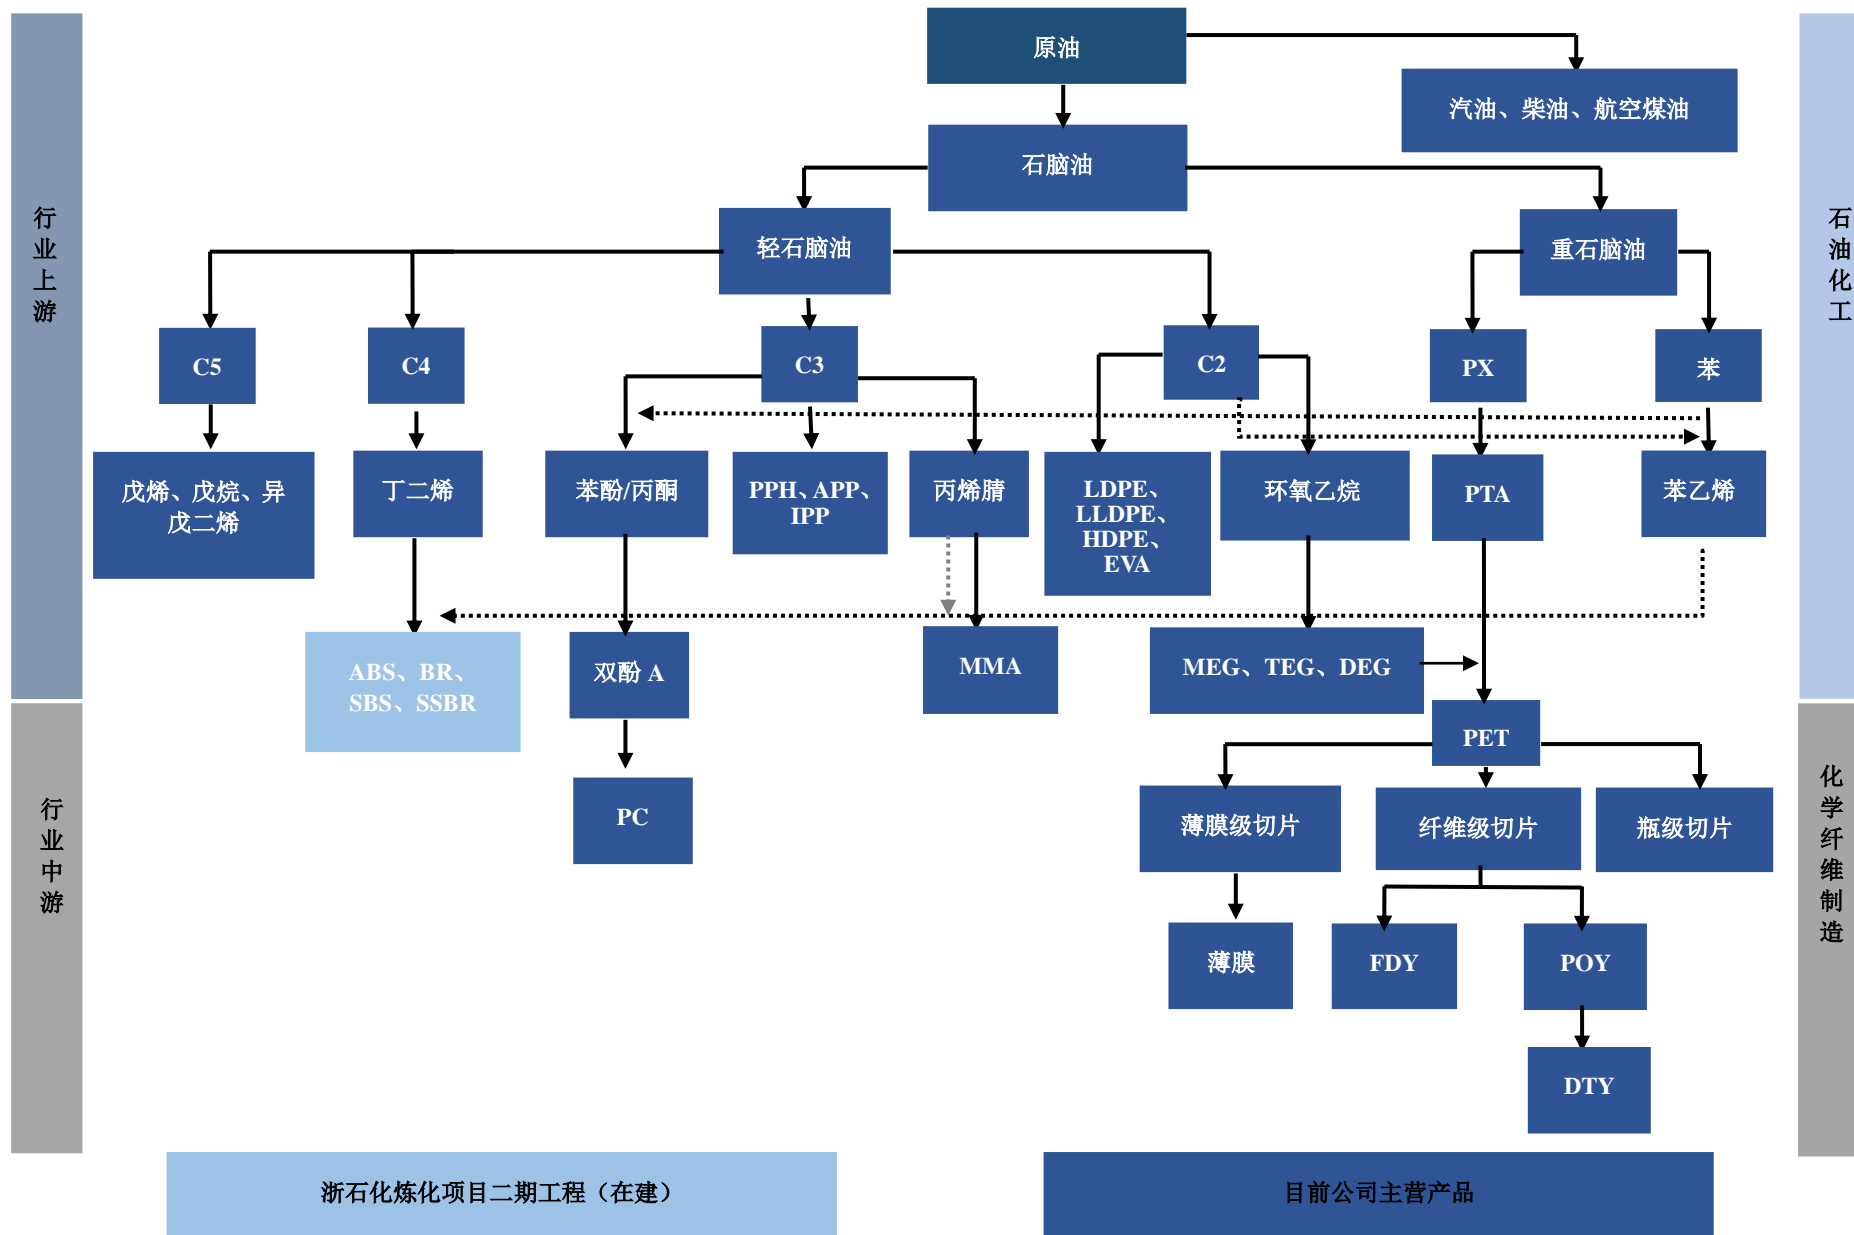 原油
汽油、柴油、航空煤油
石脑油
轻石脑油
重石脑油
行业上游
石油化工
C5
C4
C3
C2
PX
苯
戊烯、戊烷、异
戊二烯
丁二烯
苯酚/丙酮
PPH、APP、
IPP
丙烯腈
LDPE、
LLDPE、
HDPE、
EVA
环氧乙烷
PTA
苯乙烯
ABS、BR、
SBS、SSBR
双酚 A
MMA
MEG、TEG、DEG
PET
行业中游
化学纤维制造
PC
薄膜级切片
纤维级切片
瓶级切片
薄膜
FDY
POY
DTY
浙石化炼化项目二期工程（在建）
目前公司主营产品